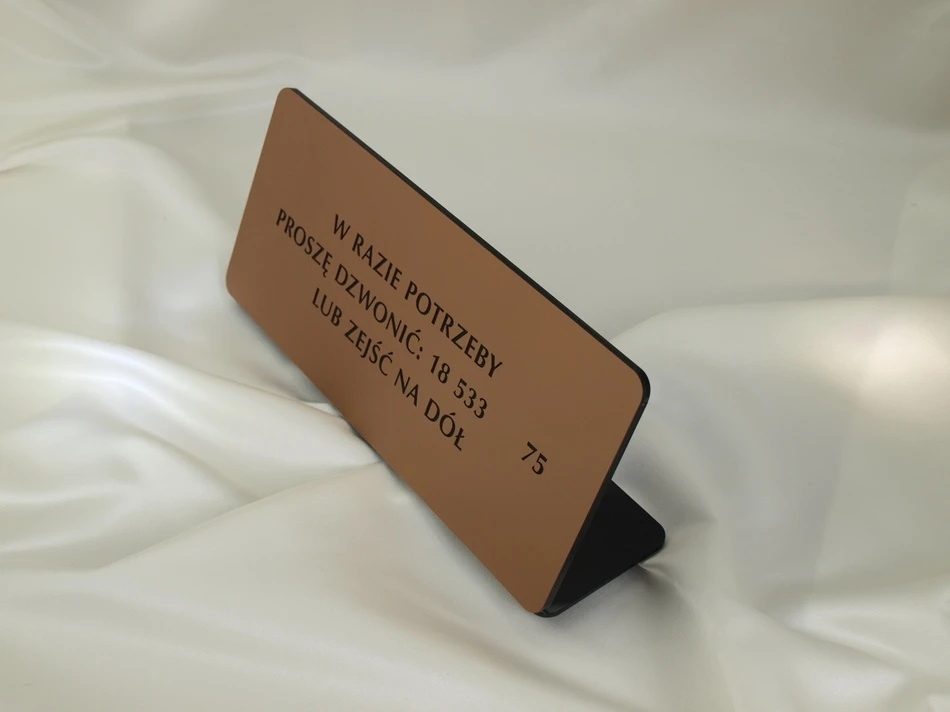 W RAZIE POTRZEBY
PROSZĘ DZWONIĆ: 18 533
75
LUB ZEJŚĆ NA DÓŁ